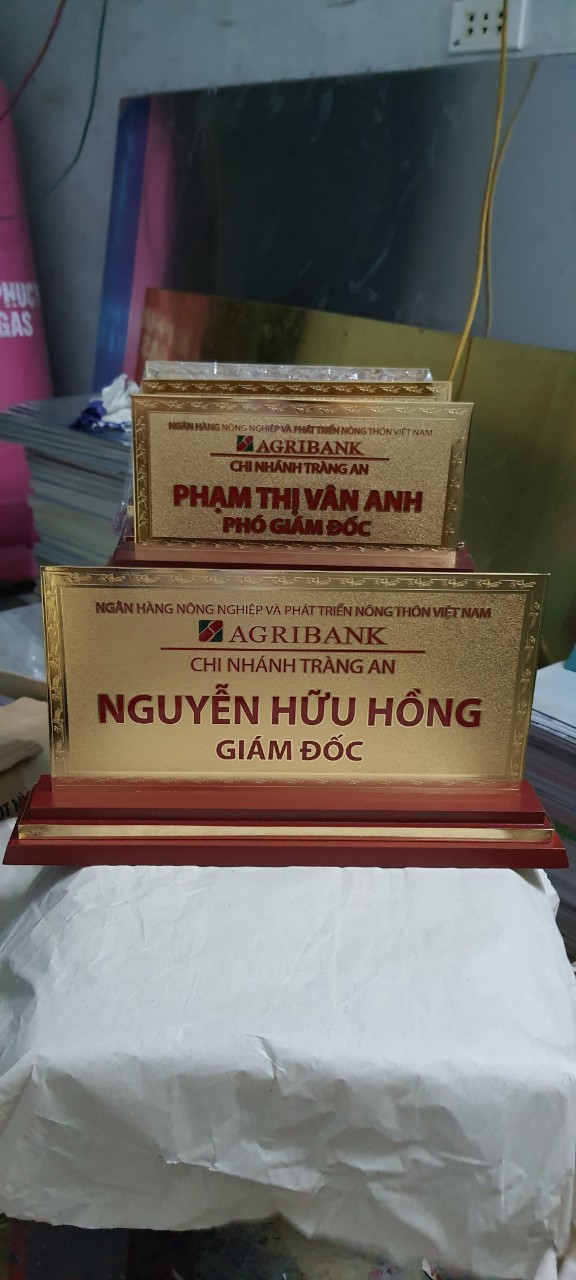 PHUC
GAS
NGÂN HÀNG NÔNG NGHIỆP VÀ PHÁT TRIỂN NÔNG THÔN VIỆT NAM
AGRIBANK
CHI NHÁNH TRÀNG AN
PHẠM THỊ VÂN ANH
PHÓ GIÁM ĐỐC
NGÂN HÀNG NÔNG NGHIỆP VÀ PHÁT TRIỂN NÔNG THÔN VIỆT NAM
AGRIBANK
CHI NHÁNH TRÀNG AN
NGUYỄN HỮU HỒNG
GIÁM ĐỐC